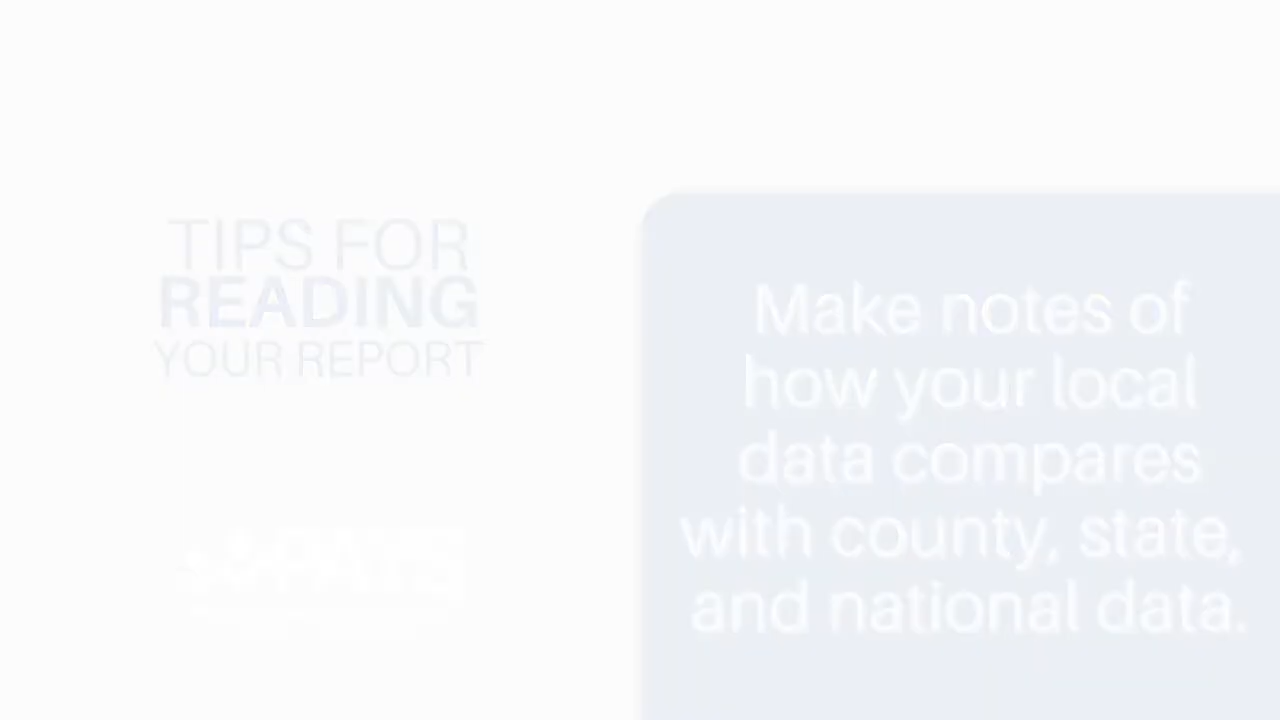 TIPS FOR
READING
YOUR REPORT
Make notes of
how your local
data compares
with county, state,
and national data.